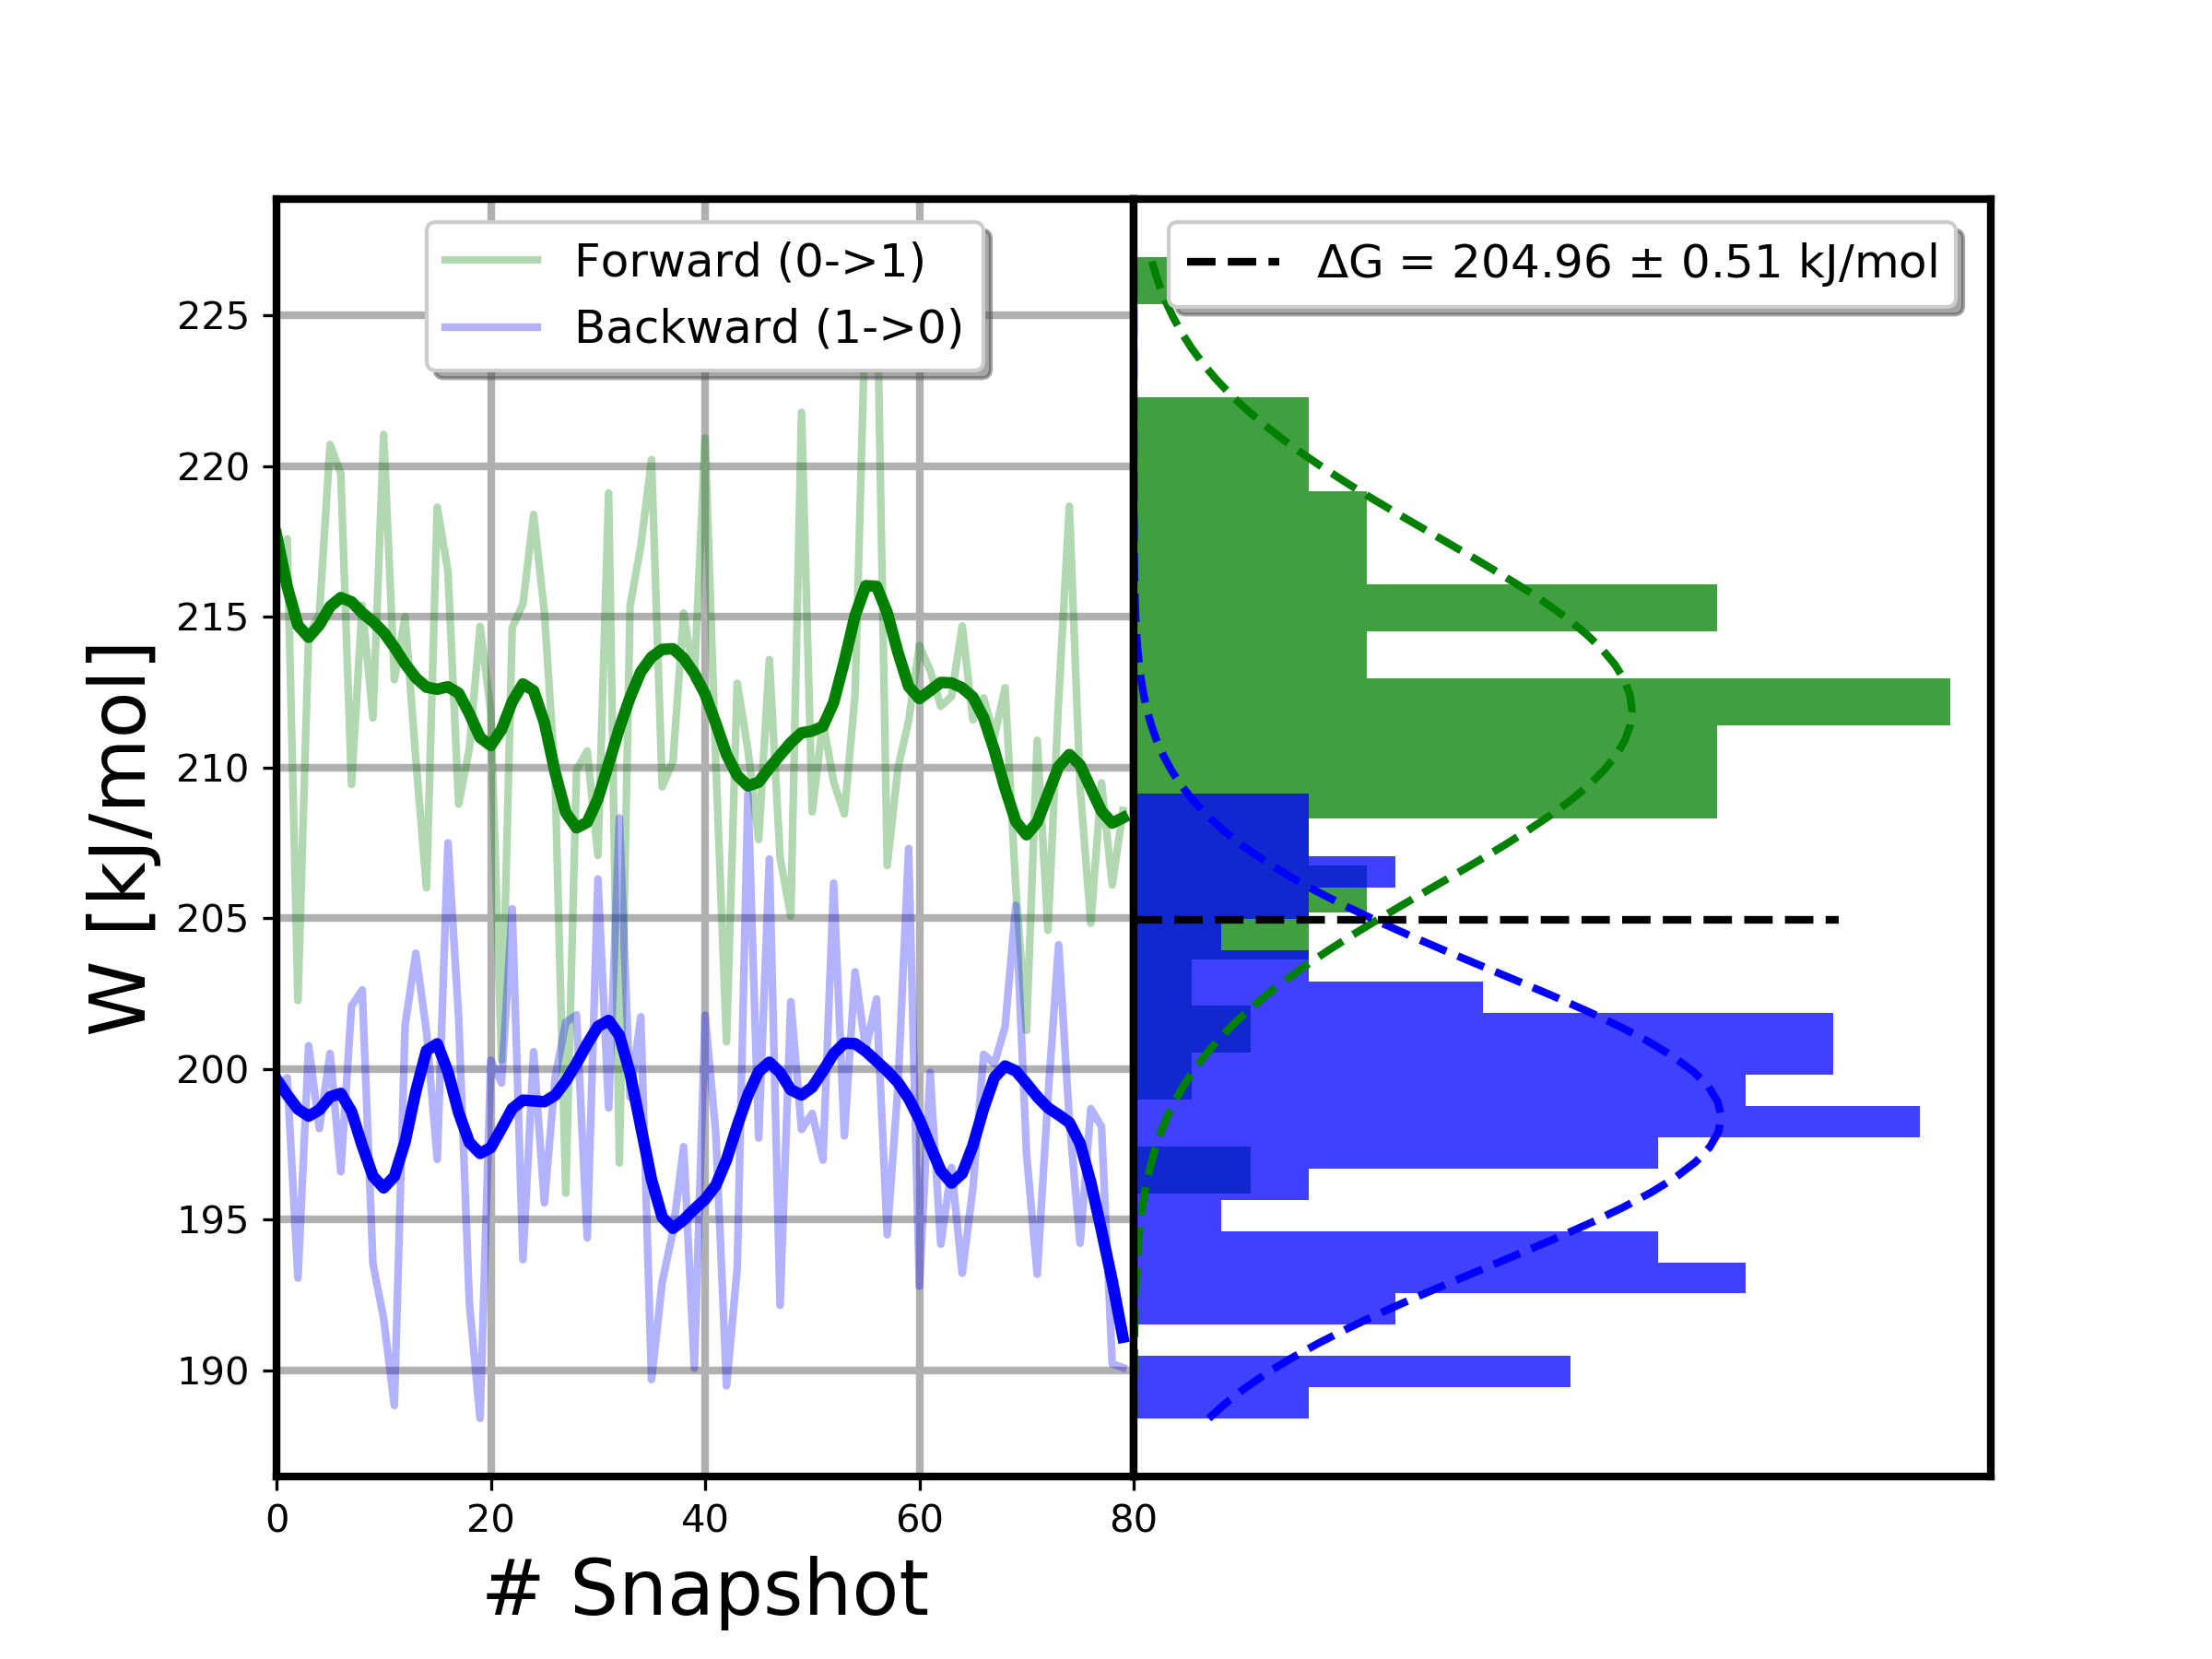 Forward (0->1)
Backward (1->0)
ΔG = 204.96 ± 0.51 kJ/mol
W [kJ/mol]
225
220
215
210
205
200
195
190
0 20 40 60 80
# Snapshot